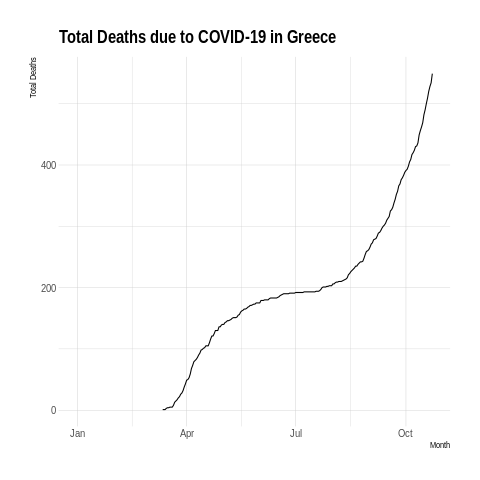 Total Deaths due to COVID-19 in Greece
Total Deaths
400
200
0
Jan Apr Jul Oct
Month